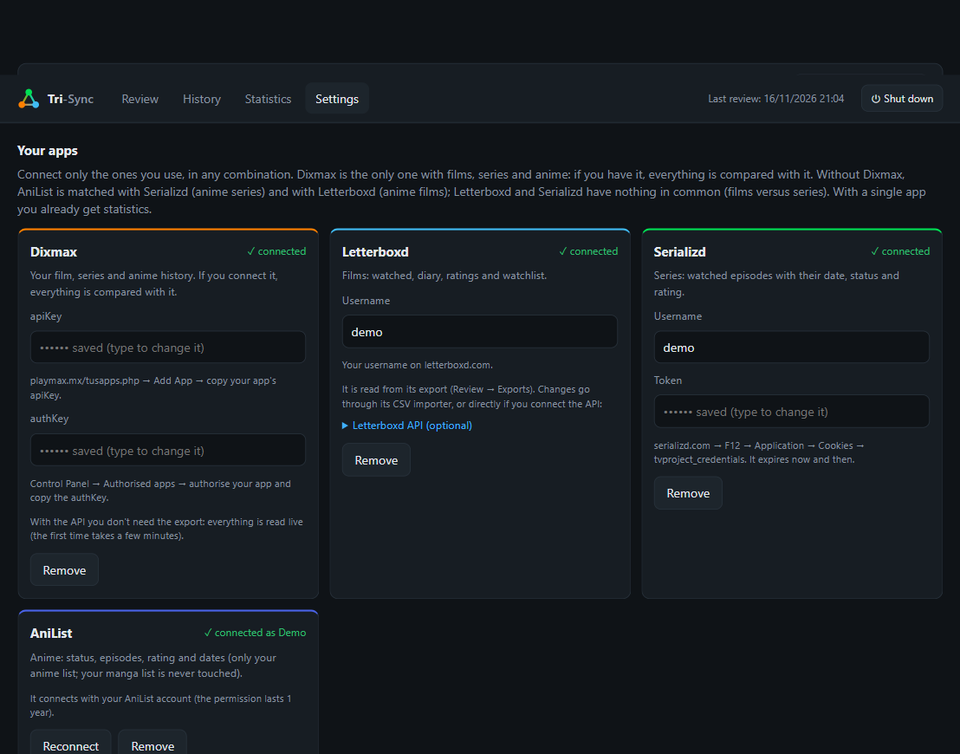 Tri-Sync
Review
History
Statistics
Settings
Last review: 16/11/2026 21:04
Shut down
Your apps
Connect only the ones you use, in any combination. Dixmax is the only one with films, series and anime: if you have it, everything is compared with it. Without Dixmax,
AniList is matched with Serializd (anime series) and with Letterboxd (anime films); Letterboxd and Serializd have nothing in common (films versus series). With a single app
you already get statistics.
Dixmax
✓ connected
Your film, series and anime history. If you connect it,
everything is compared with it.
apiKey
•••••• saved (type to change it)
playmax.mx/tusapps.php → Add App → copy your app's
apiKey.
authKey
•••••• saved (type to change it)
Control Panel → Authorised apps → authorise your app and
copy the authKey.
With the API you don't need the export: everything is read live
(the first time takes a few minutes).
Remove
Letterboxd
✓ connected
Films: watched, diary, ratings and watchlist.
Username
demo
Your username on letterboxd.com.
It is read from its export (Review → Exports). Changes go
through its CSV importer, or directly if you connect the API:
▶ Letterboxd API (optional)
Remove
Serializd
✓ connected
Series: watched episodes with their date, status and
rating.
Username
demo
Token
•••••• saved (type to change it)
serializd.com → F12 → Application → Cookies →
tvproject_credentials. It expires now and then.
Remove
AniList
✓ connected as Demo
Anime: status, episodes, rating and dates (only your
anime list; your manga list is never touched).
It connects with your AniList account (the permission lasts 1
year).
Reconnect
Remove